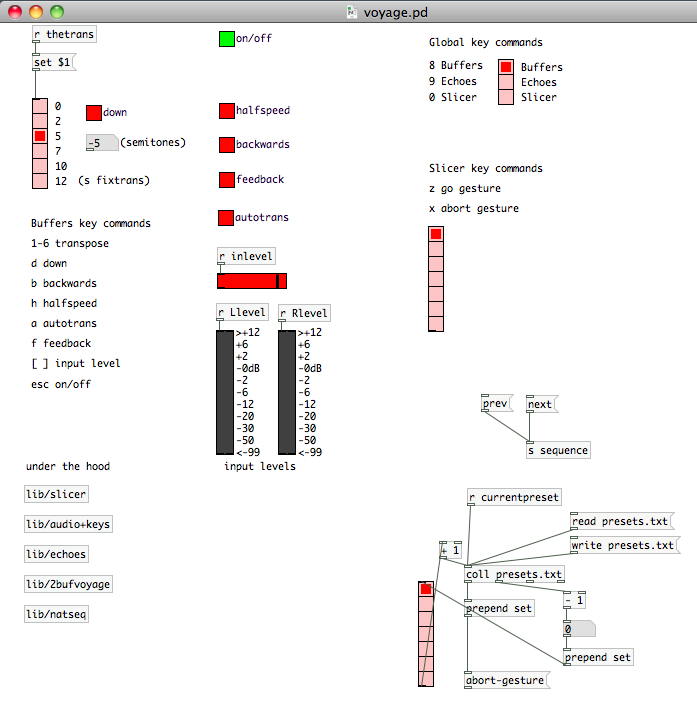 voyage.pd
r thetrans
set $1
0
2
5
7
10
12 (s fixtrans)
down
-5 (semitones)
on/off
halfspeed
backwards
feedback
autotrans
Global key commands
8 Buffers
9 Echoes
0 Slicer
Buffers
Echoes
Slicer
Slicer key commands
z go gesture
x abort gesture
Buffers key commands
1-6 transpose
d down
b backwards
h halfspeed
a autotrans
f feedback
[ ] input level
esc on/off
r inlevel
r Llevel
r Rlevel
>+12
+6
+2
-0dB
-2
-6
-12
-20
-30
-50
<-99
>+12
+6
+2
-0dB
-2
-6
-12
-20
-30
-50
<-99
input levels
under the hood
lib/slicer
lib/audio+keys
lib/echoes
lib/2bufvoyage
lib/natseq
prev
next
s sequence
r currentpreset
read presets.txt
write presets.txt
+ 1
coll presets.txt
prepend set
- 1
0
prepend set
abort-gesture